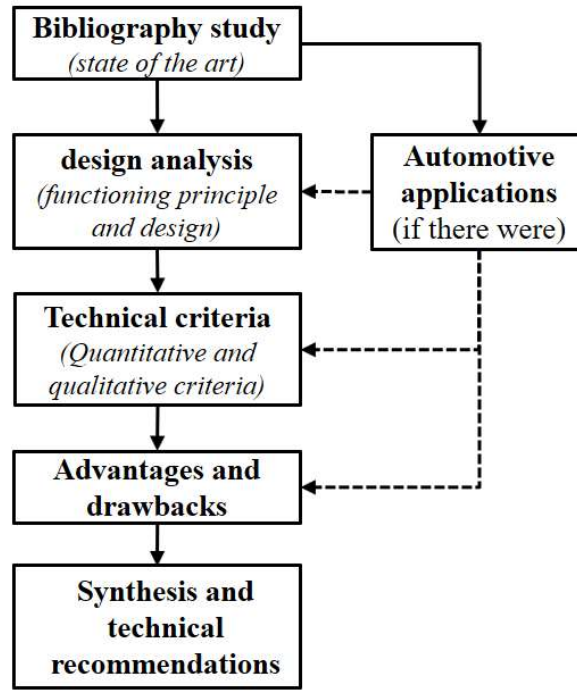 Bibliography study
(state of the art)
design analysis
(functioning principle
and design)
Automotive
applications
(if there were)
Technical criteria
(Quantitative and
qualitative criteria)
Advantages and
drawbacks
Synthesis and
technical
recommendations